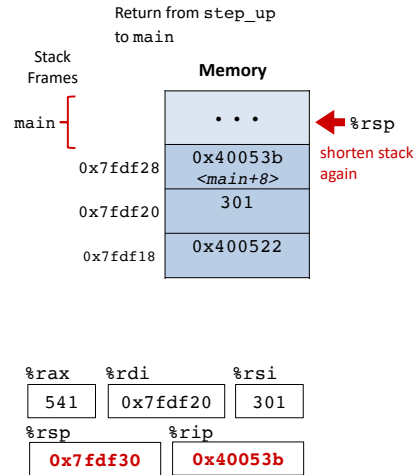 Return from step_up
to main
Stack
Frames
Memory
main
• • •
%rsp
shorten stack
again
0x7fdf28
0x40053b
<main+8>
0x7fdf20
301
0x7fdf18
0x400522
%rax
%rdi
%rsi
541
0x7fdf20
301
%rsp
%rip
0x7fdf30
0x40053b